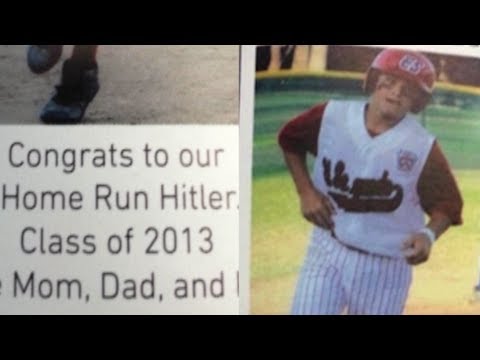 Congrats to our
Home Run Hitler.
Class of 2013
Mom, Dad, and